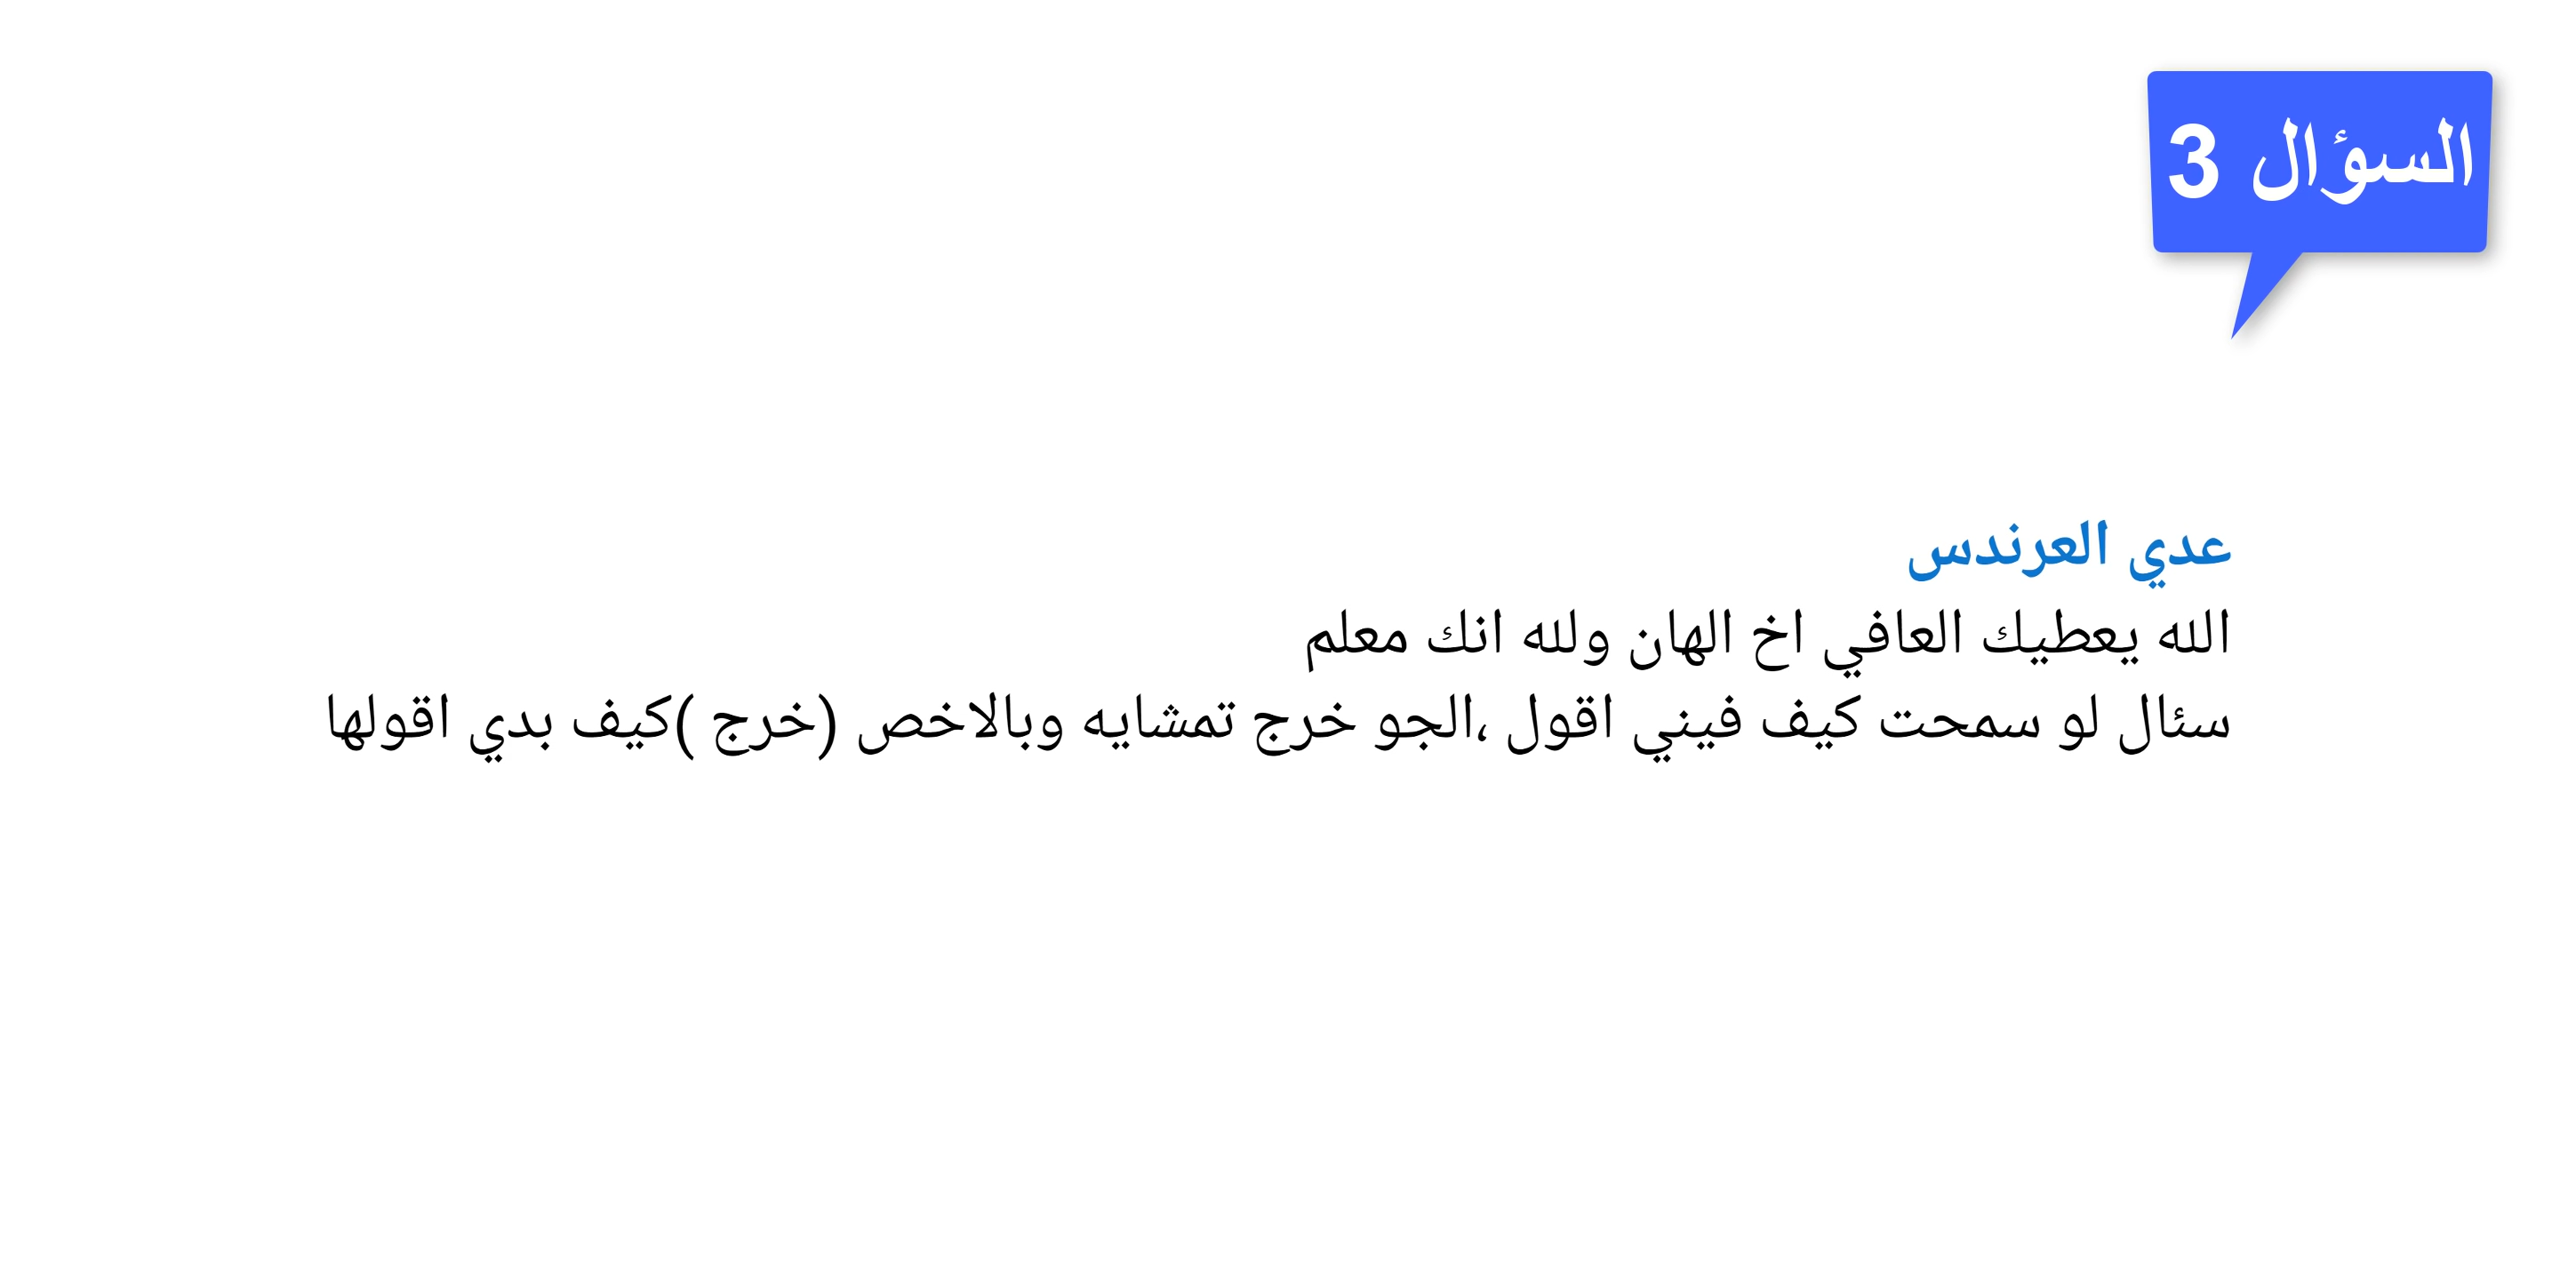 السؤال 3
عدي العرندس
الله يعطيك العافي اخ الهان ولله انك معلم
سئال لو سمحت كيف فيني اقول ،الجو خرج تمشايه وبالاخص (خرج )كيف بدي اقولها